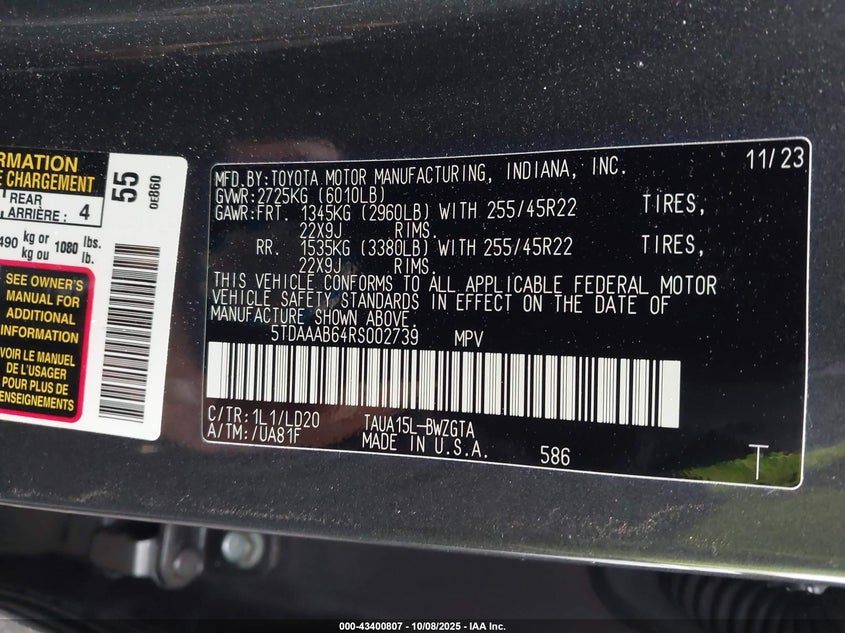 RMATION
E CHARGEMENT
REAR
ARRIÈRE : 4
490 kg or 1080 lbs.
kg ou lb.
SEE OWNER'S
MANUAL FOR
ADDITIONAL
INFORMATION
VOIR LE MANUEL
DE L'USAGER
POUR PLUS DE
RENSEIGNEMENTS
55
0E860
MFD.BY:TOYOTA MOTOR MANUFACTURING, INDIANA, INC. 11/23
GVWR:2725KG (6010LB)
GAWR:FRT. 1345KG (2960LB) WITH 255/45R22 TIRES,
22X9J RIMS.
RR. 1535KG (3380LB) WITH 255/45R22 TIRES,
22X9J RIMS.
THIS VEHICLE CONFORMS TO ALL APPLICABLE FEDERAL MOTOR
VEHICLE SAFETY STANDARDS IN EFFECT ON THE DATE OF
MANUFACTURE SHOWN ABOVE.
5TDAAAB64RS002739 MPV
C/TR:1L1/LD20 TAUA15L-BWZGTA
A/TM:/UA81F MADE IN U.S.A. 586 T
000-43400807 - 10/08/2025 - IAA Inc.